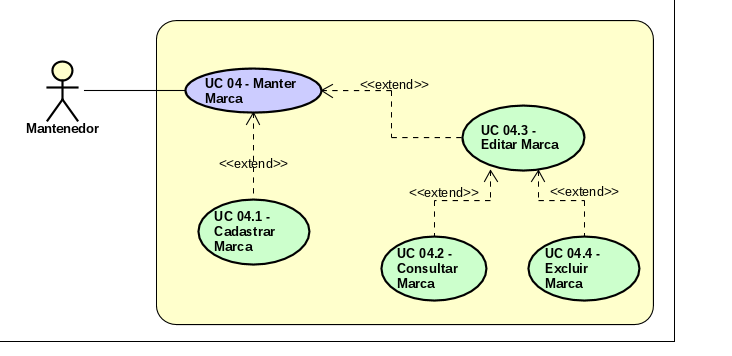 UC 04 - Manter
Marca
<<extend>>
Mantenedor
UC 04.3 -
Editar Marca
<<extend>>
<<extend>>
<<extend>>
UC 04.1 -
Cadastrar
Marca
UC 04.2 -
Consultar
Marca
UC 04.4 -
Excluir
Marca